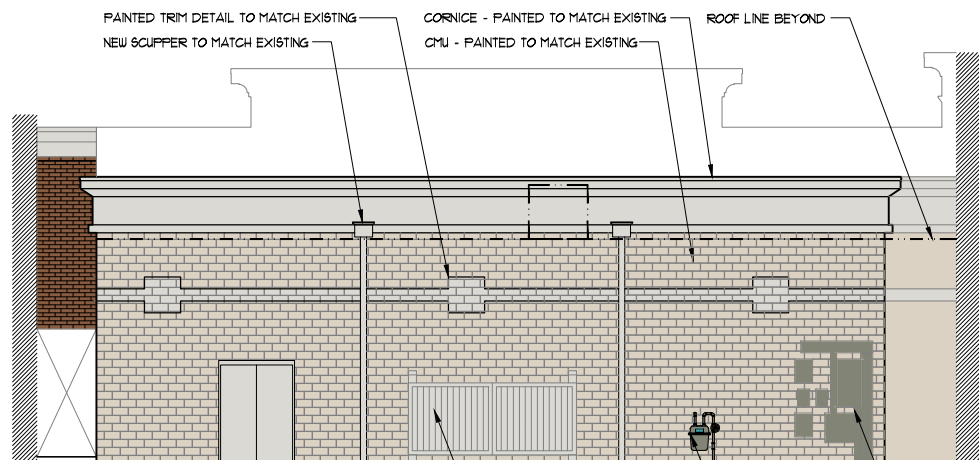 PAINTED TRIM DETAIL TO MATCH EXISTING
CORNICE - PAINTED TO MATCH EXISTING
ROOF LINE BEYOND
NEW SCUPPER TO MATCH EXISTING
CMU - PAINTED TO MATCH EXISTING